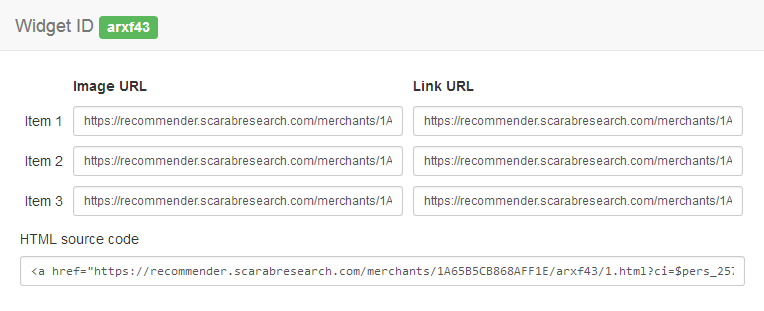 Widget ID arxf43
Image URL Link URL
Item 1 https://recommender.scarabresearch.com/merchants/1A https://recommender.scarabresearch.com/merchants/1A
Item 2 https://recommender.scarabresearch.com/merchants/1A https://recommender.scarabresearch.com/merchants/1A
Item 3 https://recommender.scarabresearch.com/merchants/1A https://recommender.scarabresearch.com/merchants/1A
HTML source code
<a href="https://recommender.scarabresearch.com/merchants/1A65B5CB868AFF1E/arxf43/1.html?ci=$pers_257